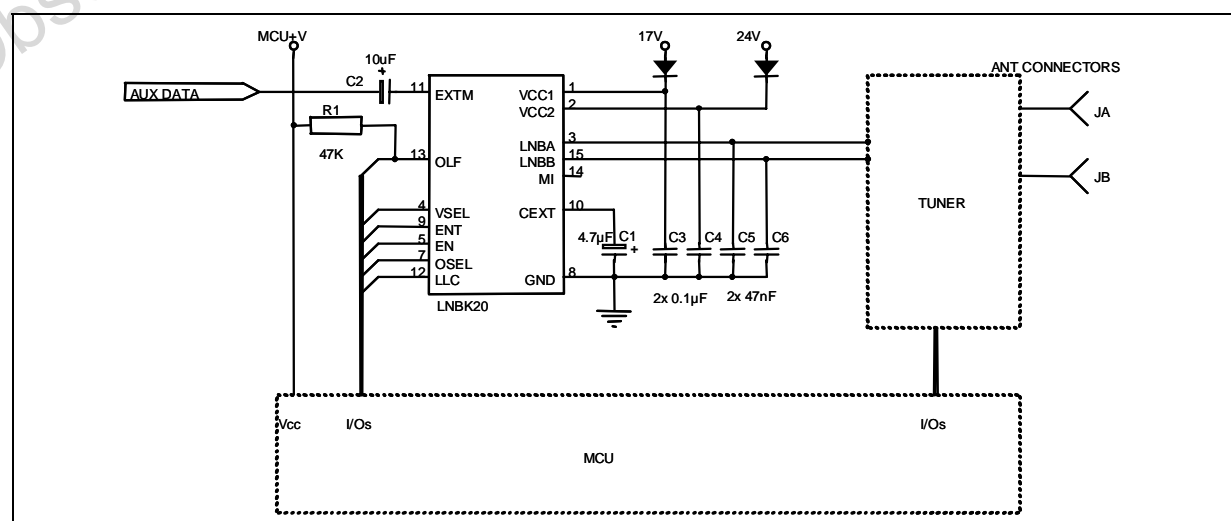 MCU+V
17V
24V
10uF
+
C2
ANT CONNECTORS
AUX DATA
11
EXTM
VCC1
1
VCC2
2
JA
R1
47K
LNBA
3
13
OLF
LNBB
15
MI
14
JB
TUNER
4
VSEL
CEXT
10
9
ENT
4.7µF
C1
+
C3
C4
C5
C6
5
EN
7
OSEL
12
LLC
GND
8
LNBK20
2x 0.1µF
2x 47nF
Vcc
I/Os
I/Os
MCU